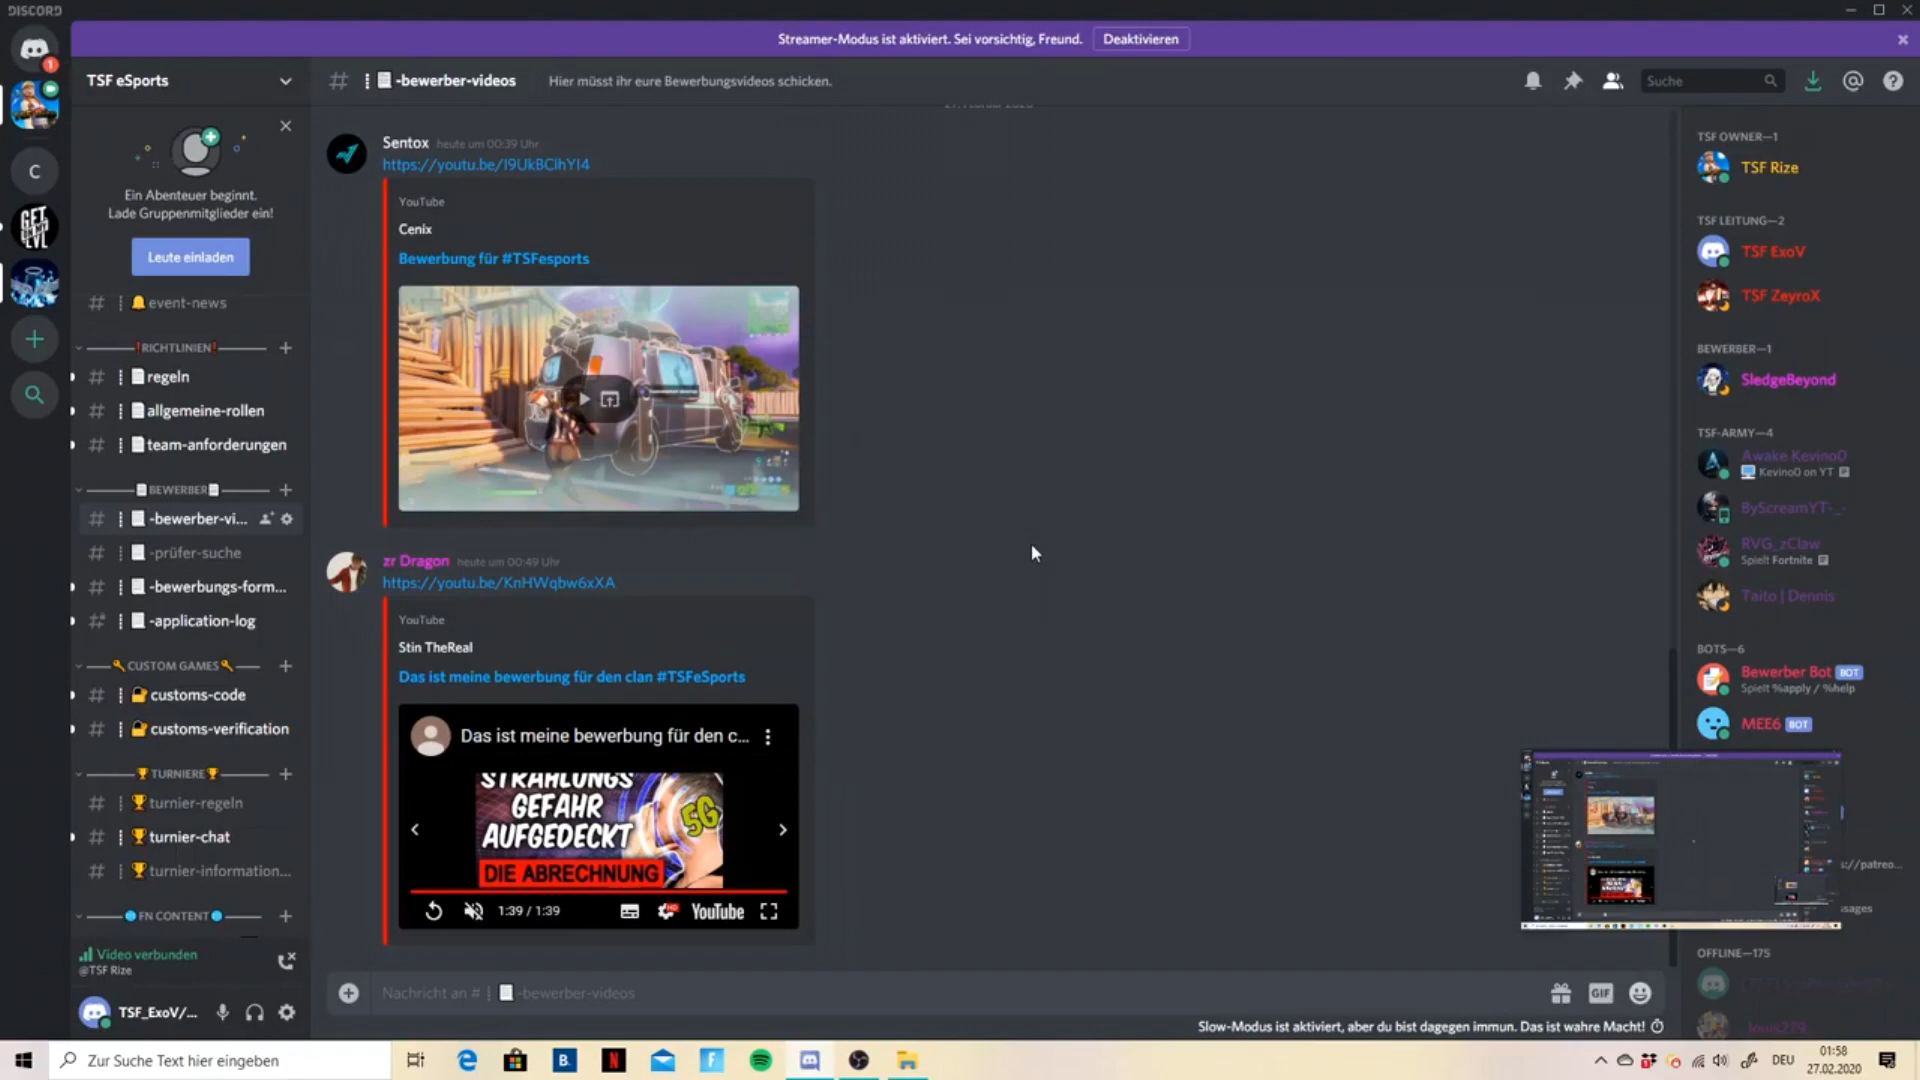 DISCORD
Streamer-Modus ist aktiviert. Sei vorsichtig, Freund.
Deaktivieren
1
TSF eSports
-bewerber-videos
Hier müsst ihr eure Bewerbungsvideos schicken.
Suche
C
GET
LVL
Ein Abenteuer beginnt.
Lade Gruppenmitglieder ein!
Leute einladen
event-news
RICHTLINIEN
regeln
allgemeine-rollen
team-anforderungen
BEWERBER
-bewerber-vi...
-prüfer-suche
-bewerbungs-form...
-application-log
CUSTOM GAMES
customs-code
customs-verification
TURNIERE
turnier-regeln
turnier-chat
turnier-information...
FN CONTENT
Video verbunden
@TSF Rize
TSF_ExoV/...
Sentox heute um 00:39 Uhr
https://youtu.be/I9UkBClhYI4
YouTube
Cenix
Bewerbung für #TSFesports
zr Dragon heute um 00:49 Uhr
https://youtu.be/KnHWqbw6xXA
YouTube
Stin TheReal
Das ist meine bewerbung für den clan #TSFeSports
Das ist meine bewerbung für den c...
STRAHLUNGS
GEFAHR
AUFGEDECKT
5G
DIE ABRECHNUNG
1:39 / 1:39
HD
YouTube
Nachricht an # | -bewerber-videos
GIF
Slow-Modus ist aktiviert, aber du bist dagegen immun. Das ist wahre Macht!
TSF OWNER—1
TSF Rize
TSF LEITUNG—2
TSF ExoV
TSF ZeyroX
BEWERBER—1
SledgeBeyond
TSF-ARMY—4
Awake Kevino0
Kevino0 on YT
ByScreamYT-_-
RVG_zClaw
Spielt Fortnite
Taito | Dennis
BOTS—6
Bewerber Bot BOT
Spielt %apply / %help
MEE6 BOT
s://patreo...
ssages
OFFLINE—175
Zur Suche Text hier eingeben
B.
N
DEU
01:58
27.02.2020